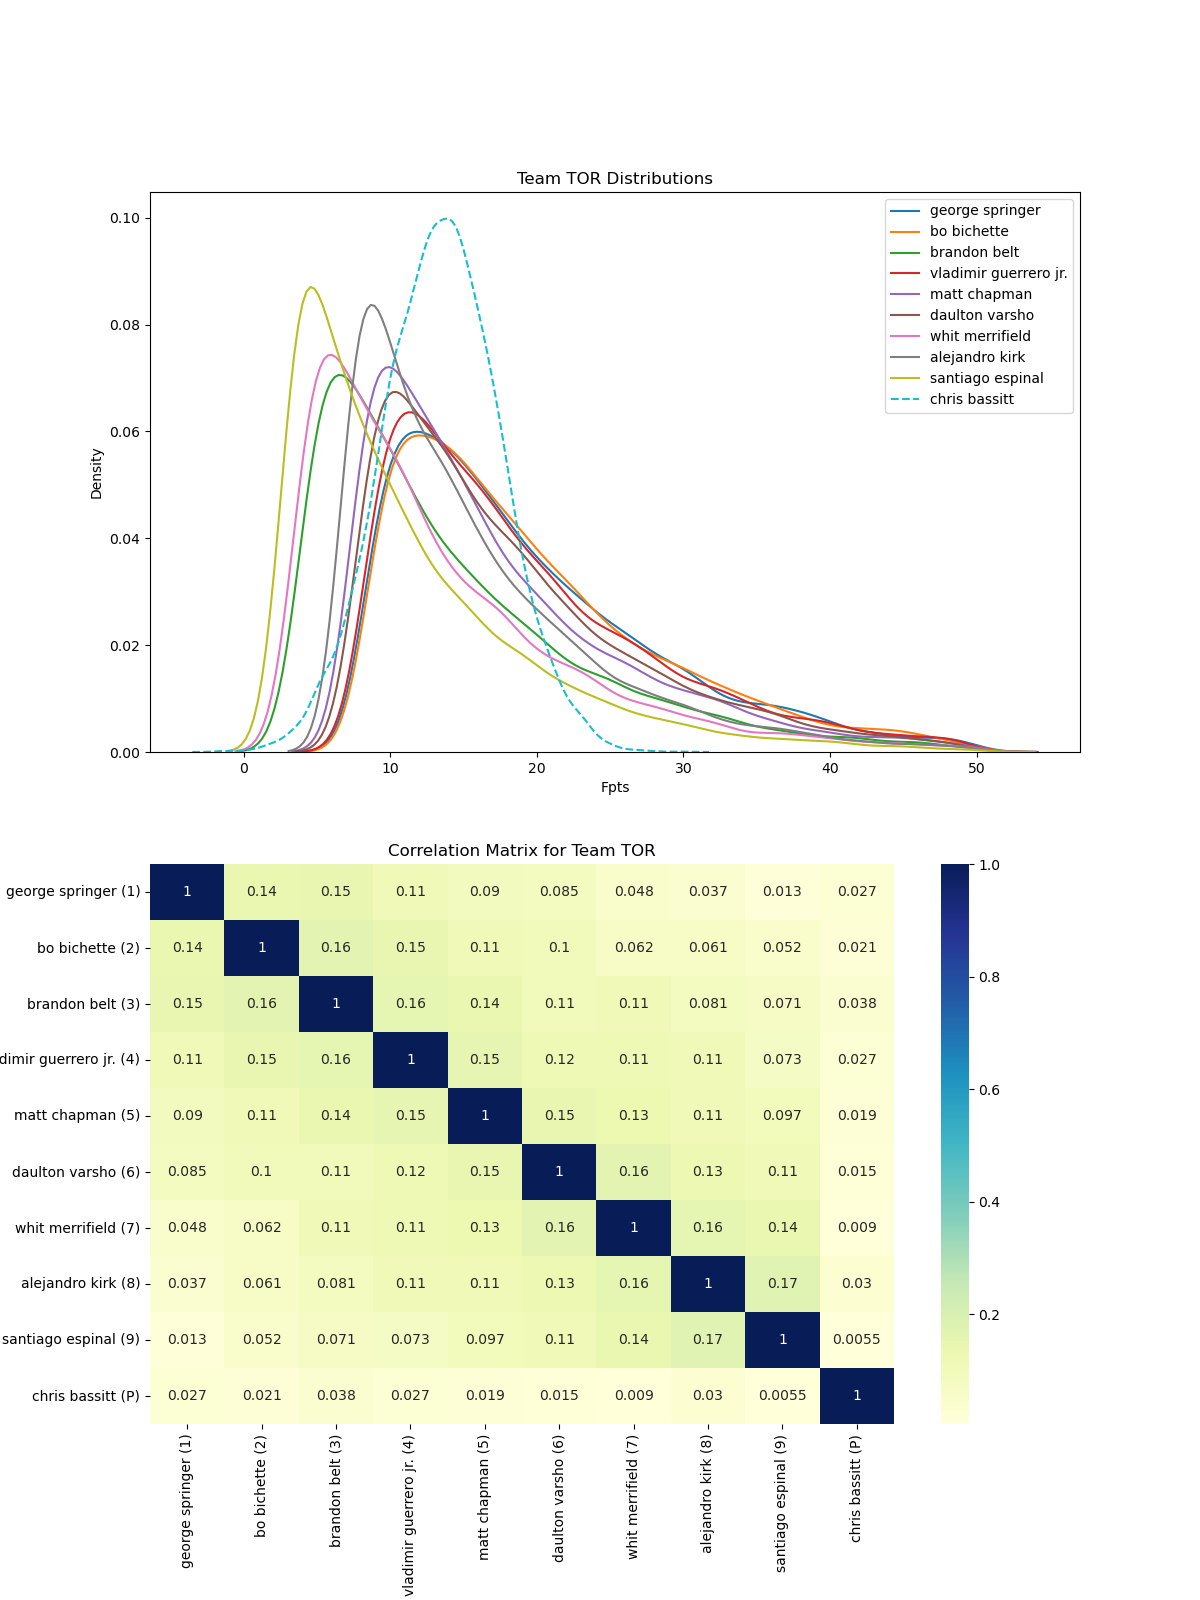 Team TOR Distributions
george springer
bo bichette
brandon belt
vladimir guerrero jr.
matt chapman
daulton varsho
whit merrifield
alejandro kirk
santiago espinal
chris bassitt
Density
0.10
0.08
0.06
0.04
0.02
0.00
0 10 20 30 40 50
Fpts
Correlation Matrix for Team TOR
george springer (1) 1 0.14 0.15 0.11 0.09 0.085 0.048 0.037 0.013 0.027
bo bichette (2) 0.14 1 0.16 0.15 0.11 0.1 0.062 0.061 0.052 0.021
brandon belt (3) 0.15 0.16 1 0.16 0.14 0.11 0.11 0.081 0.071 0.038
dimir guerrero jr. (4) 0.11 0.15 0.16 1 0.15 0.12 0.11 0.11 0.073 0.027
matt chapman (5) 0.09 0.11 0.14 0.15 1 0.15 0.13 0.11 0.097 0.019
daulton varsho (6) 0.085 0.1 0.11 0.12 0.15 1 0.16 0.13 0.11 0.015
whit merrifield (7) 0.048 0.062 0.11 0.11 0.13 0.16 1 0.16 0.14 0.009
alejandro kirk (8) 0.037 0.061 0.081 0.11 0.11 0.13 0.16 1 0.17 0.03
santiago espinal (9) 0.013 0.052 0.071 0.073 0.097 0.11 0.14 0.17 1 0.0055
chris bassitt (P) 0.027 0.021 0.038 0.027 0.019 0.015 0.009 0.03 0.0055 1
george springer (1)
bo bichette (2)
brandon belt (3)
vladimir guerrero jr. (4)
matt chapman (5)
daulton varsho (6)
whit merrifield (7)
alejandro kirk (8)
santiago espinal (9)
chris bassitt (P)
1.0
0.8
0.6
0.4
0.2